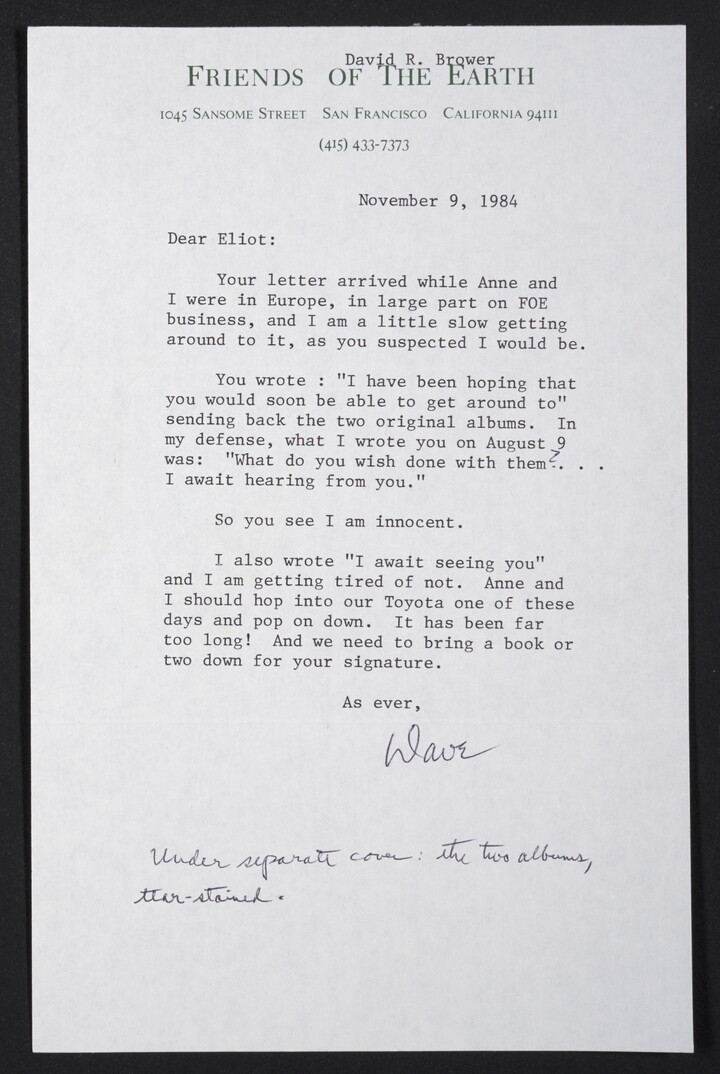 David R. Brower
FRIENDS OF THE EARTH
1045 SANSOME STREET SAN FRANCISCO CALIFORNIA 94111
(415) 433-7373
November 9, 1984
Dear Eliot:
Your letter arrived while Anne and
I were in Europe, in large part on FOE
business, and I am a little slow getting
around to it, as you suspected I would be.
You wrote : "I have been hoping that
you would soon be able to get around to"
sending back the two original albums. In
my defense, what I wrote you on August 9
was: "What do you wish done with them?. . .
I await hearing from you."
So you see I am innocent.
I also wrote "I await seeing you"
and I am getting tired of not. Anne and
I should hop into our Toyota one of these
days and pop on down. It has been far
too long! And we need to bring a book or
two down for your signature.
As ever,
Dave
Under separate cover: the two albums,
tear-stained.